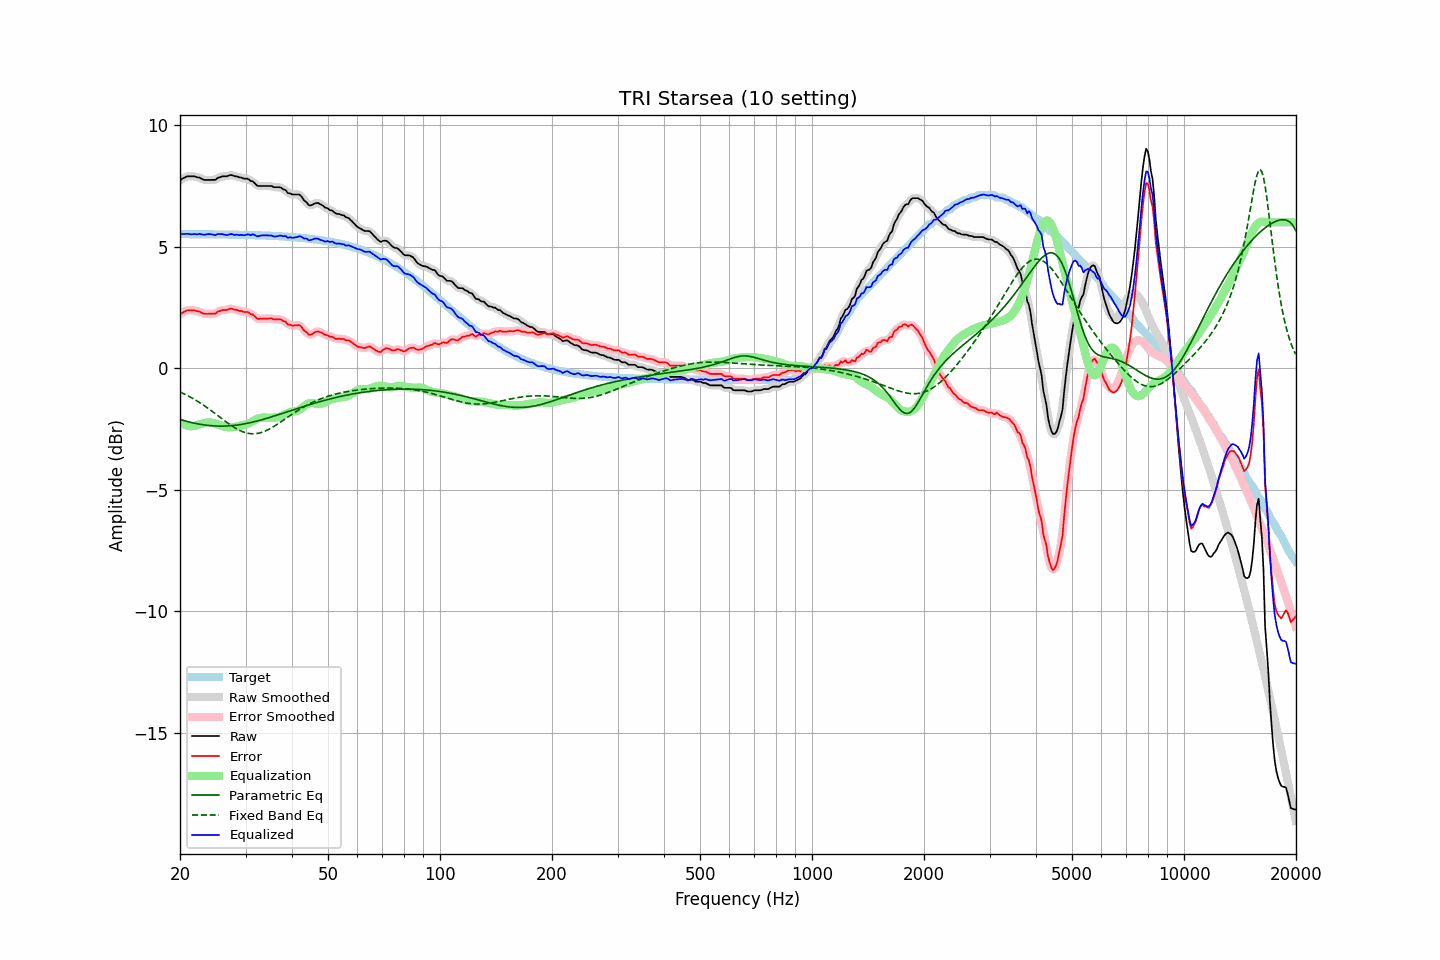 TRI Starsea (10 setting)
10
5
0
−5
−10
−15
Amplitude (dBr)
Target
Raw Smoothed
Error Smoothed
Raw
Error
Equalization
Parametric Eq
Fixed Band Eq
Equalized
20 50 100 200 500 1000 2000 5000 10000 20000
Frequency (Hz)